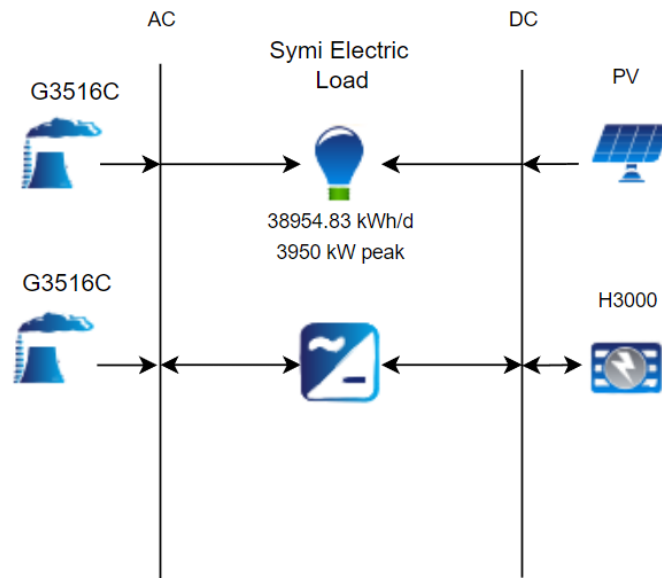 AC
DC
Symi Electric
Load
PV
G3516C
38954.83 kWh/d
3950 kW peak
G3516C
H3000